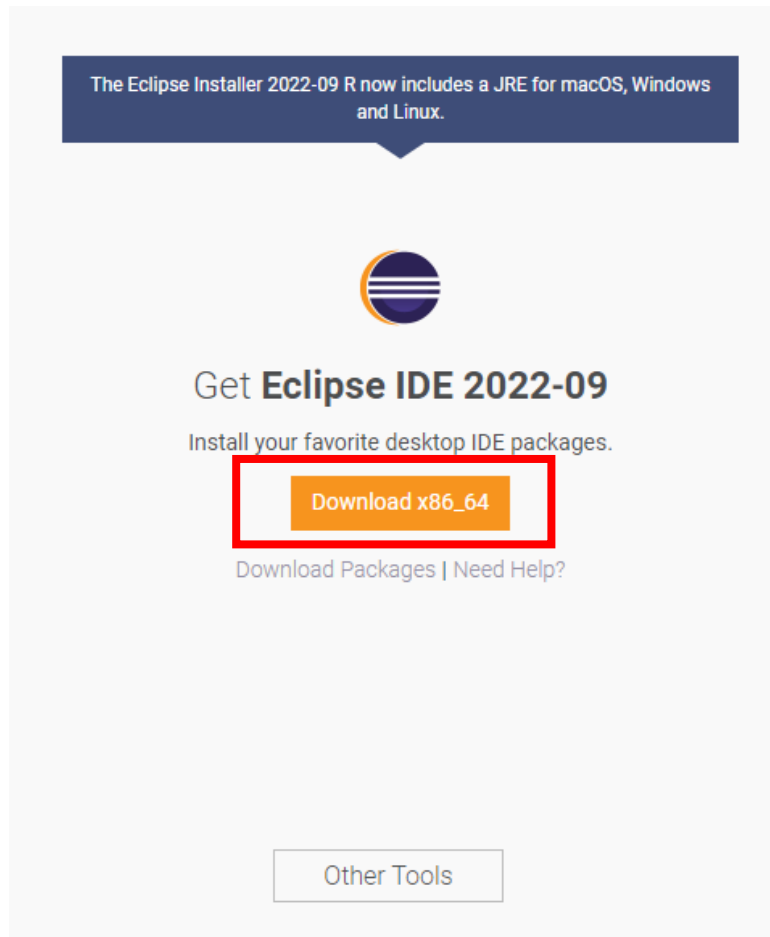 The Eclipse Installer 2022-09 R now includes a JRE for macOS, Windows
and Linux.
Get Eclipse IDE 2022-09
Install your favorite desktop IDE packages.
Download x86_64
Download Packages | Need Help?
Other Tools